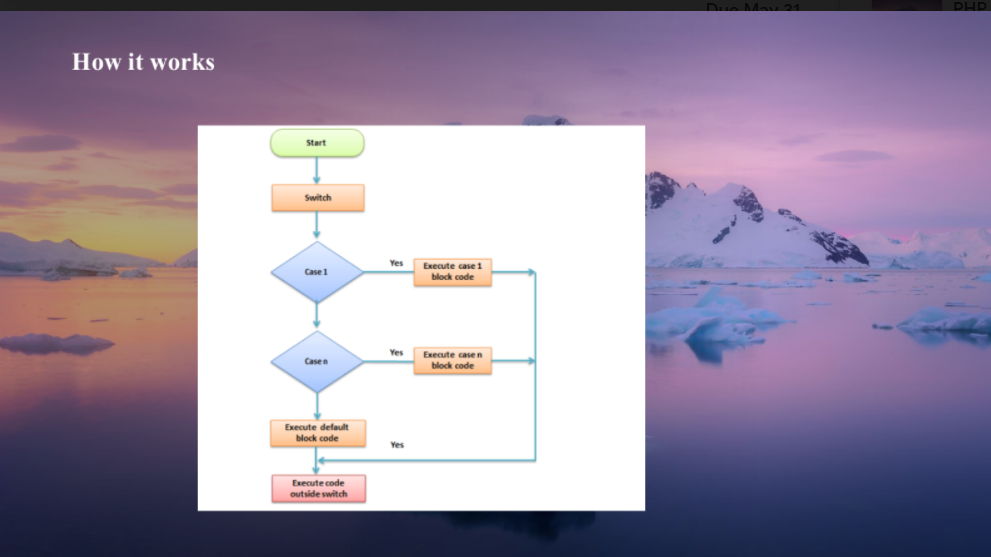 Due May 31
PHP
How it works
Start
Switch
Case 1
Yes
Execute case 1
block code
Case n
Yes
Execute case n
block code
Execute default
block code
Yes
Execute code
outside switch